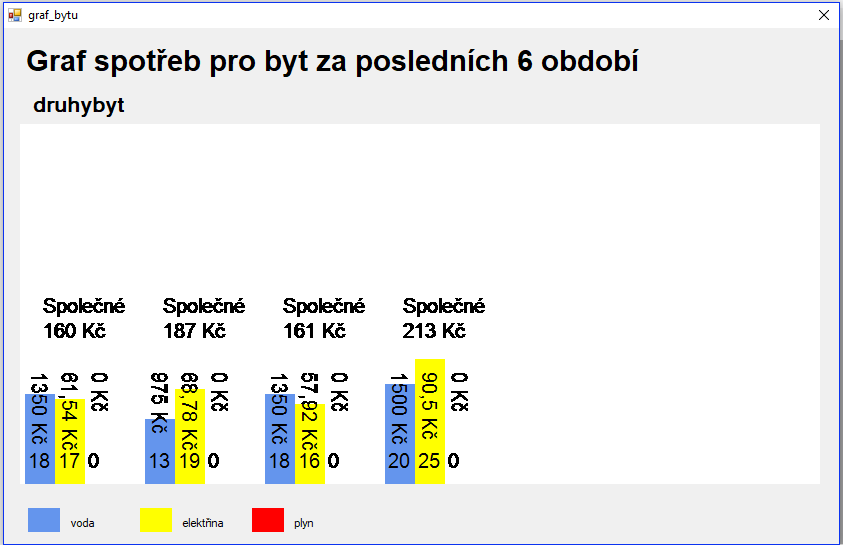 graf_bytu
Graf spotřeb pro byt za posledních 6 období
druhybyt
Společné Společné Společné Společné
160 Kč 187 Kč 161 Kč 213 Kč
1350 Kč 61,54 Kč 0 Kč 975 Kč 68,78 Kč 0 Kč 1350 Kč 57,92 Kč 0 Kč 1500 Kč 90,5 Kč 0 Kč
18 17 0 13 19 0 18 16 0 20 25 0
voda elektřina plyn